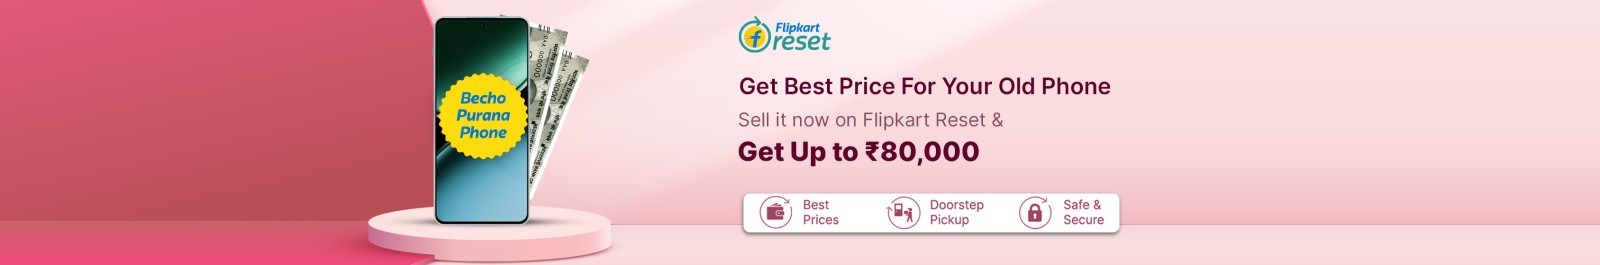 Becho
Purana
Phone
Flipkart
reset
Get Best Price For Your Old Phone
Sell it now on Flipkart Reset &
Get Up to ₹80,000
Best
Prices
Doorstep
Pickup
Safe &
Secure